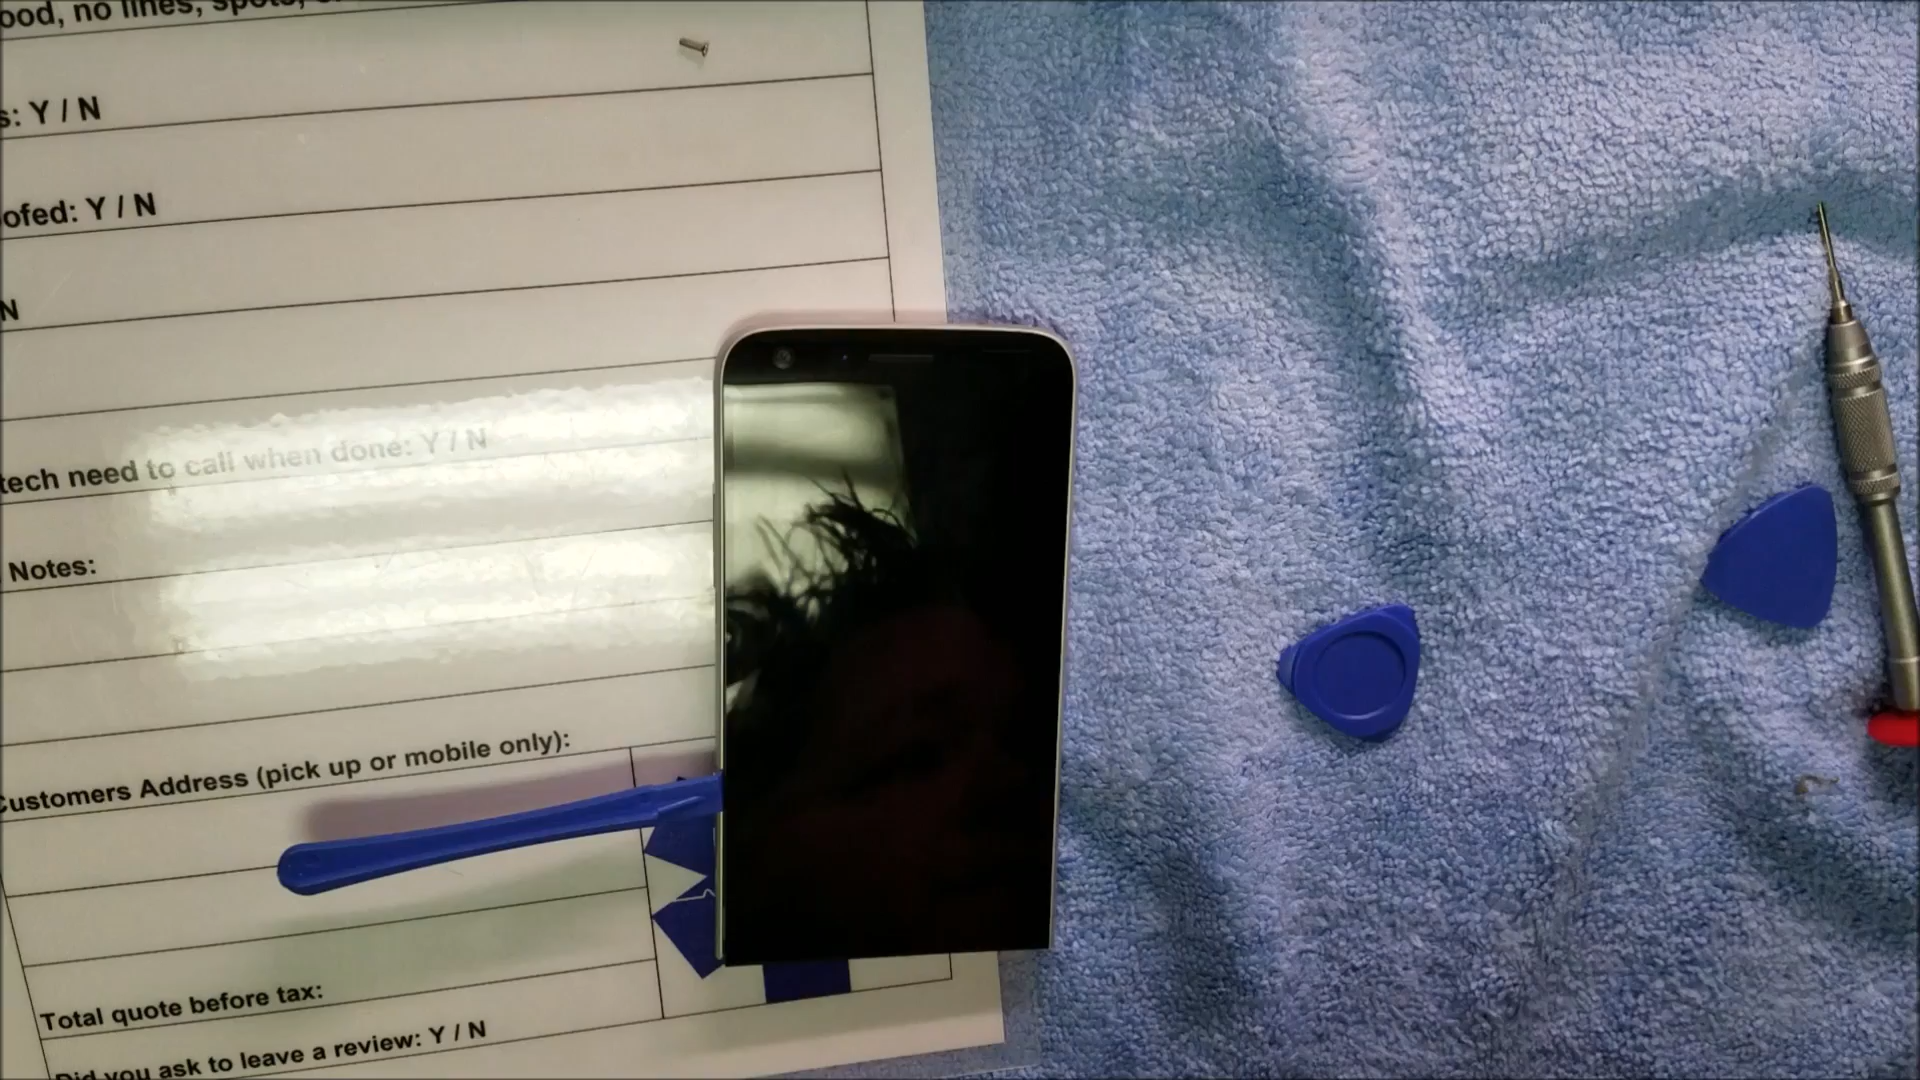 ood, no lines, spots,
s: Y / N
ofed: Y / N
N
tech need to call when done: Y / N
Notes:
Customers Address (pick up or mobile only):
Total quote before tax:
Did you ask to leave a review: Y / N